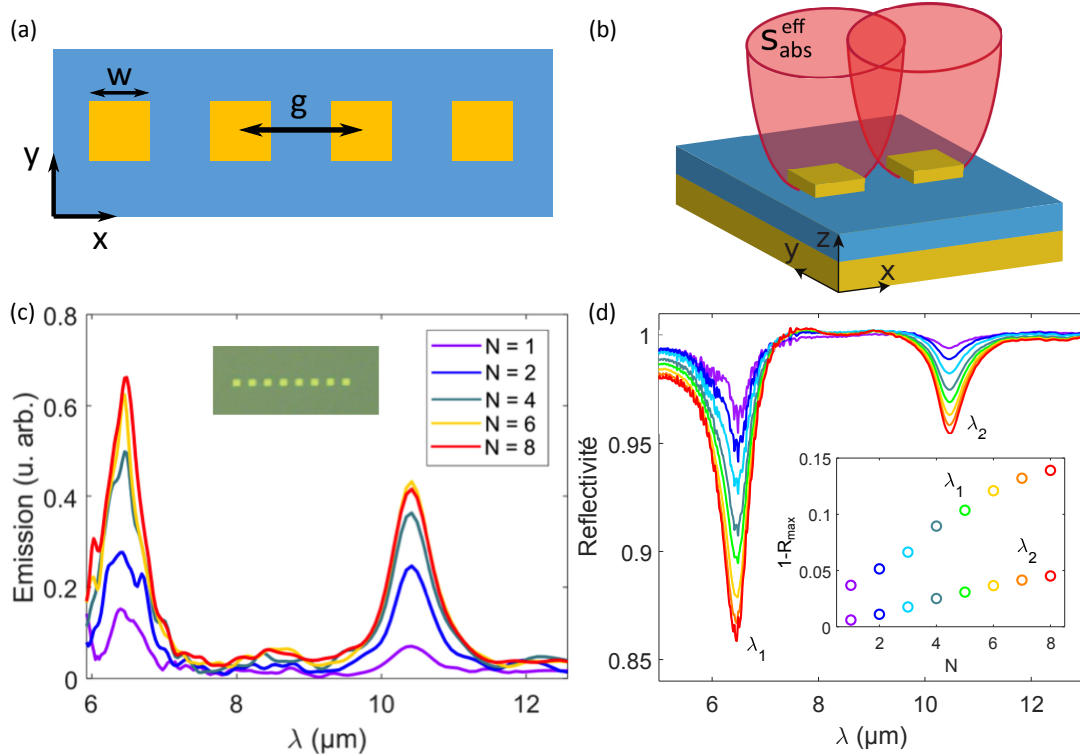 (a)
w
g
y
x
(b)
S_abs^eff
z
y
x
(c)
0.8
0.6
0.4
0.2
0
Emission (u. arb.)
N = 1
N = 2
N = 4
N = 6
N = 8
6
8
10
12
λ (µm)
(d)
1
0.95
0.9
0.85
Reflectivité
λ1
λ2
0.15
0.1
0.05
0
1-Rmax
λ1
λ2
2
4
6
8
N
6
8
10
12
λ (µm)